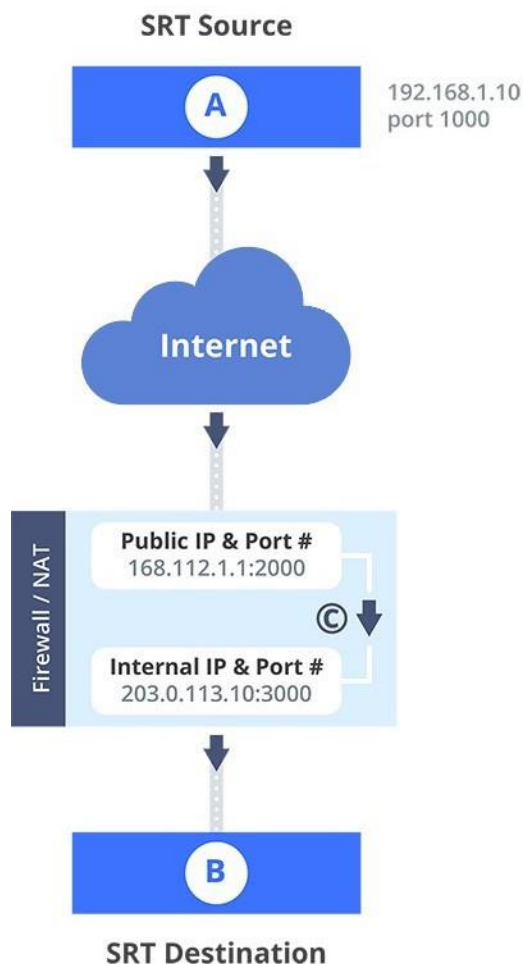 SRT Source
A
192.168.1.10
port 1000
Internet
Firewall / NAT
Public IP & Port #
168.112.1.1:2000
©
Internal IP & Port #
203.0.113.10:3000
B
SRT Destination